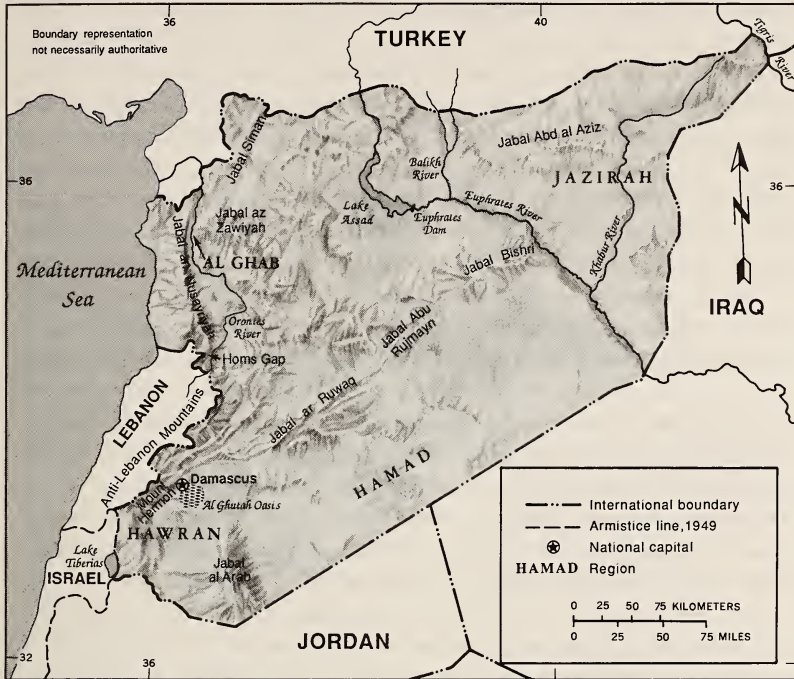 36
40
Boundary representation
not necessarily authoritative
TURKEY
Tigris
River
Jabal Siman
Jabal Abd al Aziz
Balikh
River
JAZIRAH
36
36
Lake
Assad
Euphrates
Dam
Euphrates River
Khabur River
N
Jabal az
Zawiyah
AL GHAB
Jabal an Nusayriyah
Jabal Bishri
Mediterranean
Sea
IRAQ
Orontes
River
Jabal Abu
Rujmayn
Homs Gap
LEBANON
Anti-Lebanon Mountains
Jabal ar Ruwaq
HAMAD
Damascus
Mount
Hermon
Al Ghutah Oasis
HAWRAN
Lake
Tiberias
ISRAEL
Jabal
al Arab
JORDAN
32
36
International boundary
Armistice line,1949
National capital
HAMAD Region
0 25 50 75 KILOMETERS
0 25 50 75 MILES